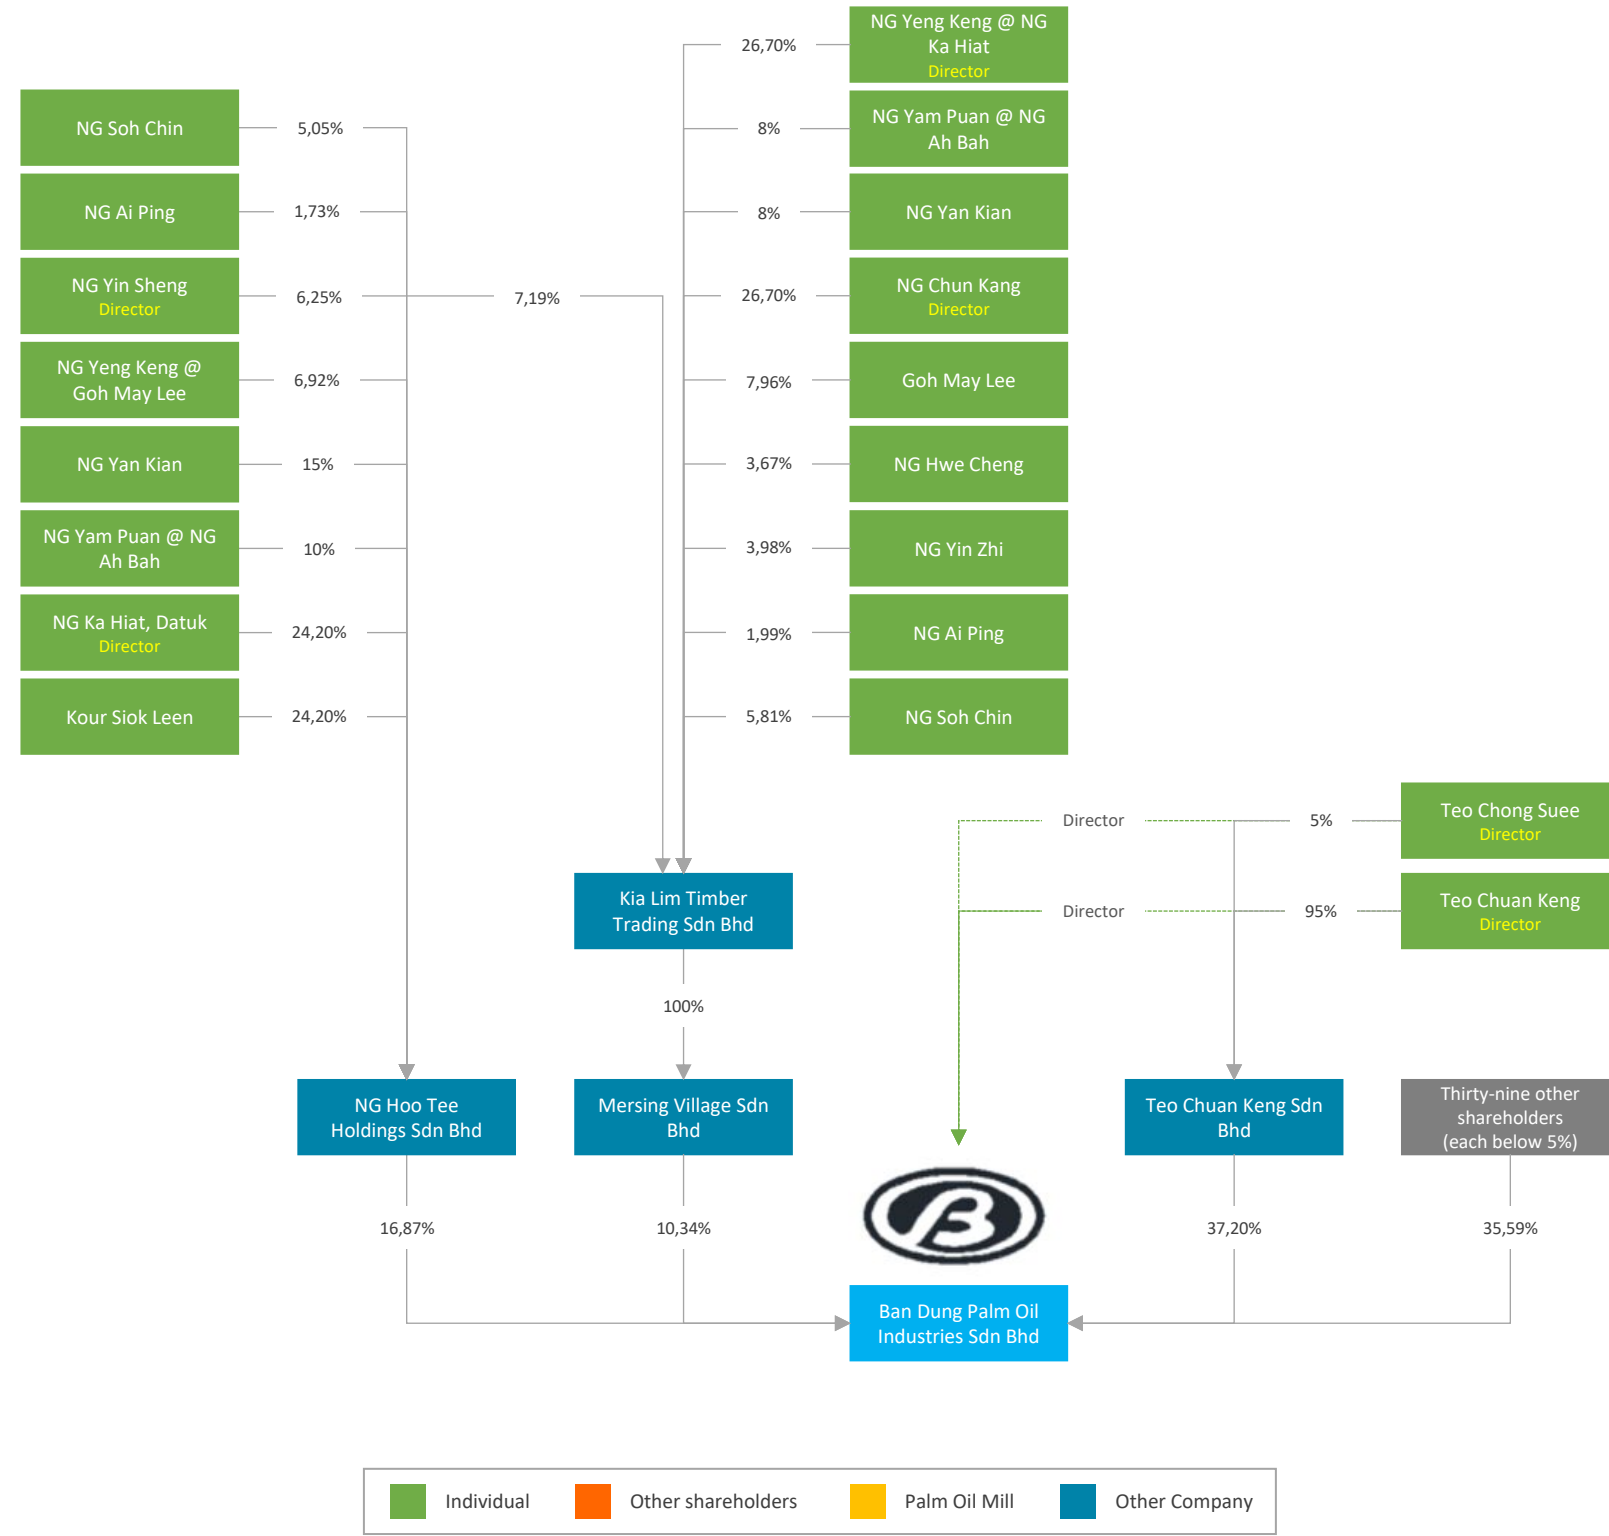 NG Yeng Keng @ NG
Ka Hiat
Director
26,70%
NG Soh Chin
5,05%
8%
NG Yam Puan @ NG
Ah Bah
NG Ai Ping
1,73%
8%
NG Yan Kian
NG Yin Sheng
Director
6,25%
7,19%
26,70%
NG Chun Kang
Director
NG Yeng Keng @
Goh May Lee
6,92%
7,96%
Goh May Lee
NG Yan Kian
15%
3,67%
NG Hwe Cheng
NG Yam Puan @ NG
Ah Bah
10%
3,98%
NG Yin Zhi
NG Ka Hiat, Datuk
Director
24,20%
1,99%
NG Ai Ping
Kour Siok Leen
24,20%
5,81%
NG Soh Chin
Director
5%
Teo Chong Suee
Director
Kia Lim Timber
Trading Sdn Bhd
Director
95%
Teo Chuan Keng
Director
100%
NG Hoo Tee
Holdings Sdn Bhd
Mersing Village Sdn
Bhd
Teo Chuan Keng Sdn
Bhd
Thirty-nine other
shareholders
(each below 5%)
16,87%
10,34%
B
37,20%
35,59%
Ban Dung Palm Oil
Industries Sdn Bhd
Individual
Other shareholders
Palm Oil Mill
Other Company